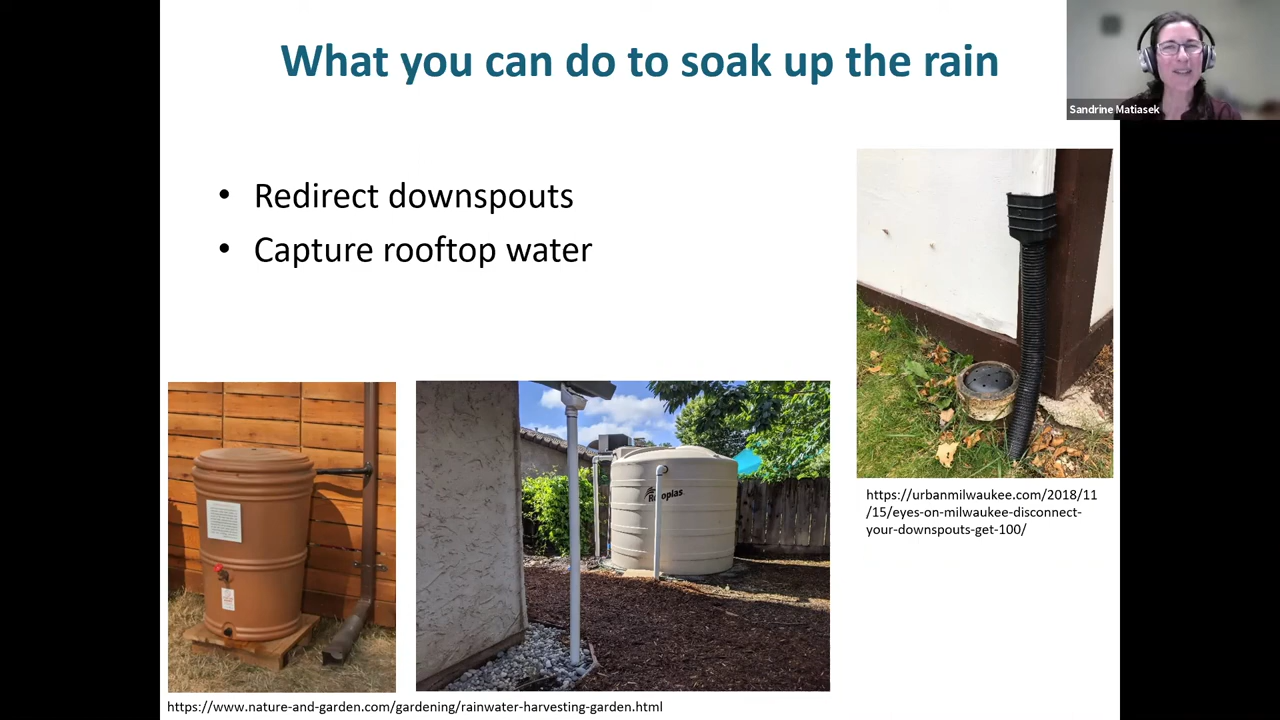 What you can do to soak up the rain
Sandrine Matiasek
• Redirect downspouts
• Capture rooftop water
https://urbanmilwaukee.com/2018/11
/15/eyes-on-milwaukee-disconnect-
your-downspouts-get-100/
https://www.nature-and-garden.com/gardening/rainwater-harvesting-garden.html